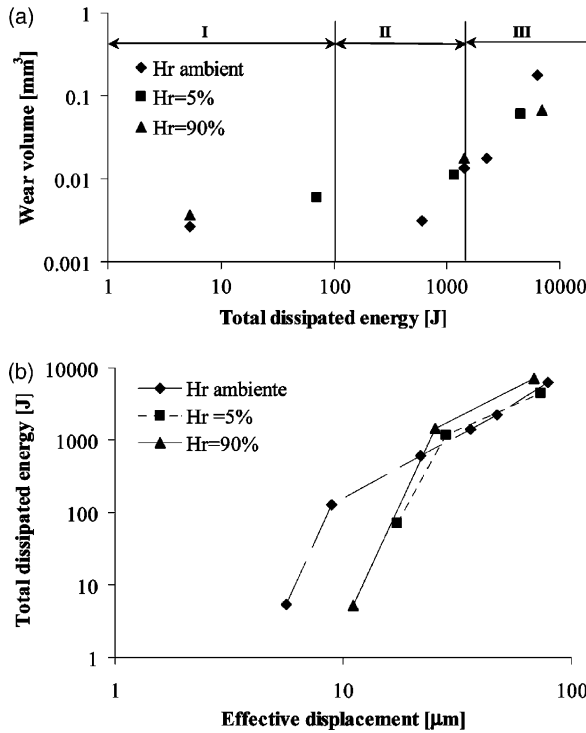 (a)
1
I
II
III
Hr ambient
Hr=5%
Hr=90%
0.1
0.01
0.001
Wear volume [mm³]
1
10
100
1000
10000
Total dissipated energy [J]
(b)
10000
Hr ambiente
Hr =5%
Hr=90%
1000
100
10
1
Total dissipated energy [J]
1
10
100
Effective displacement [μm]